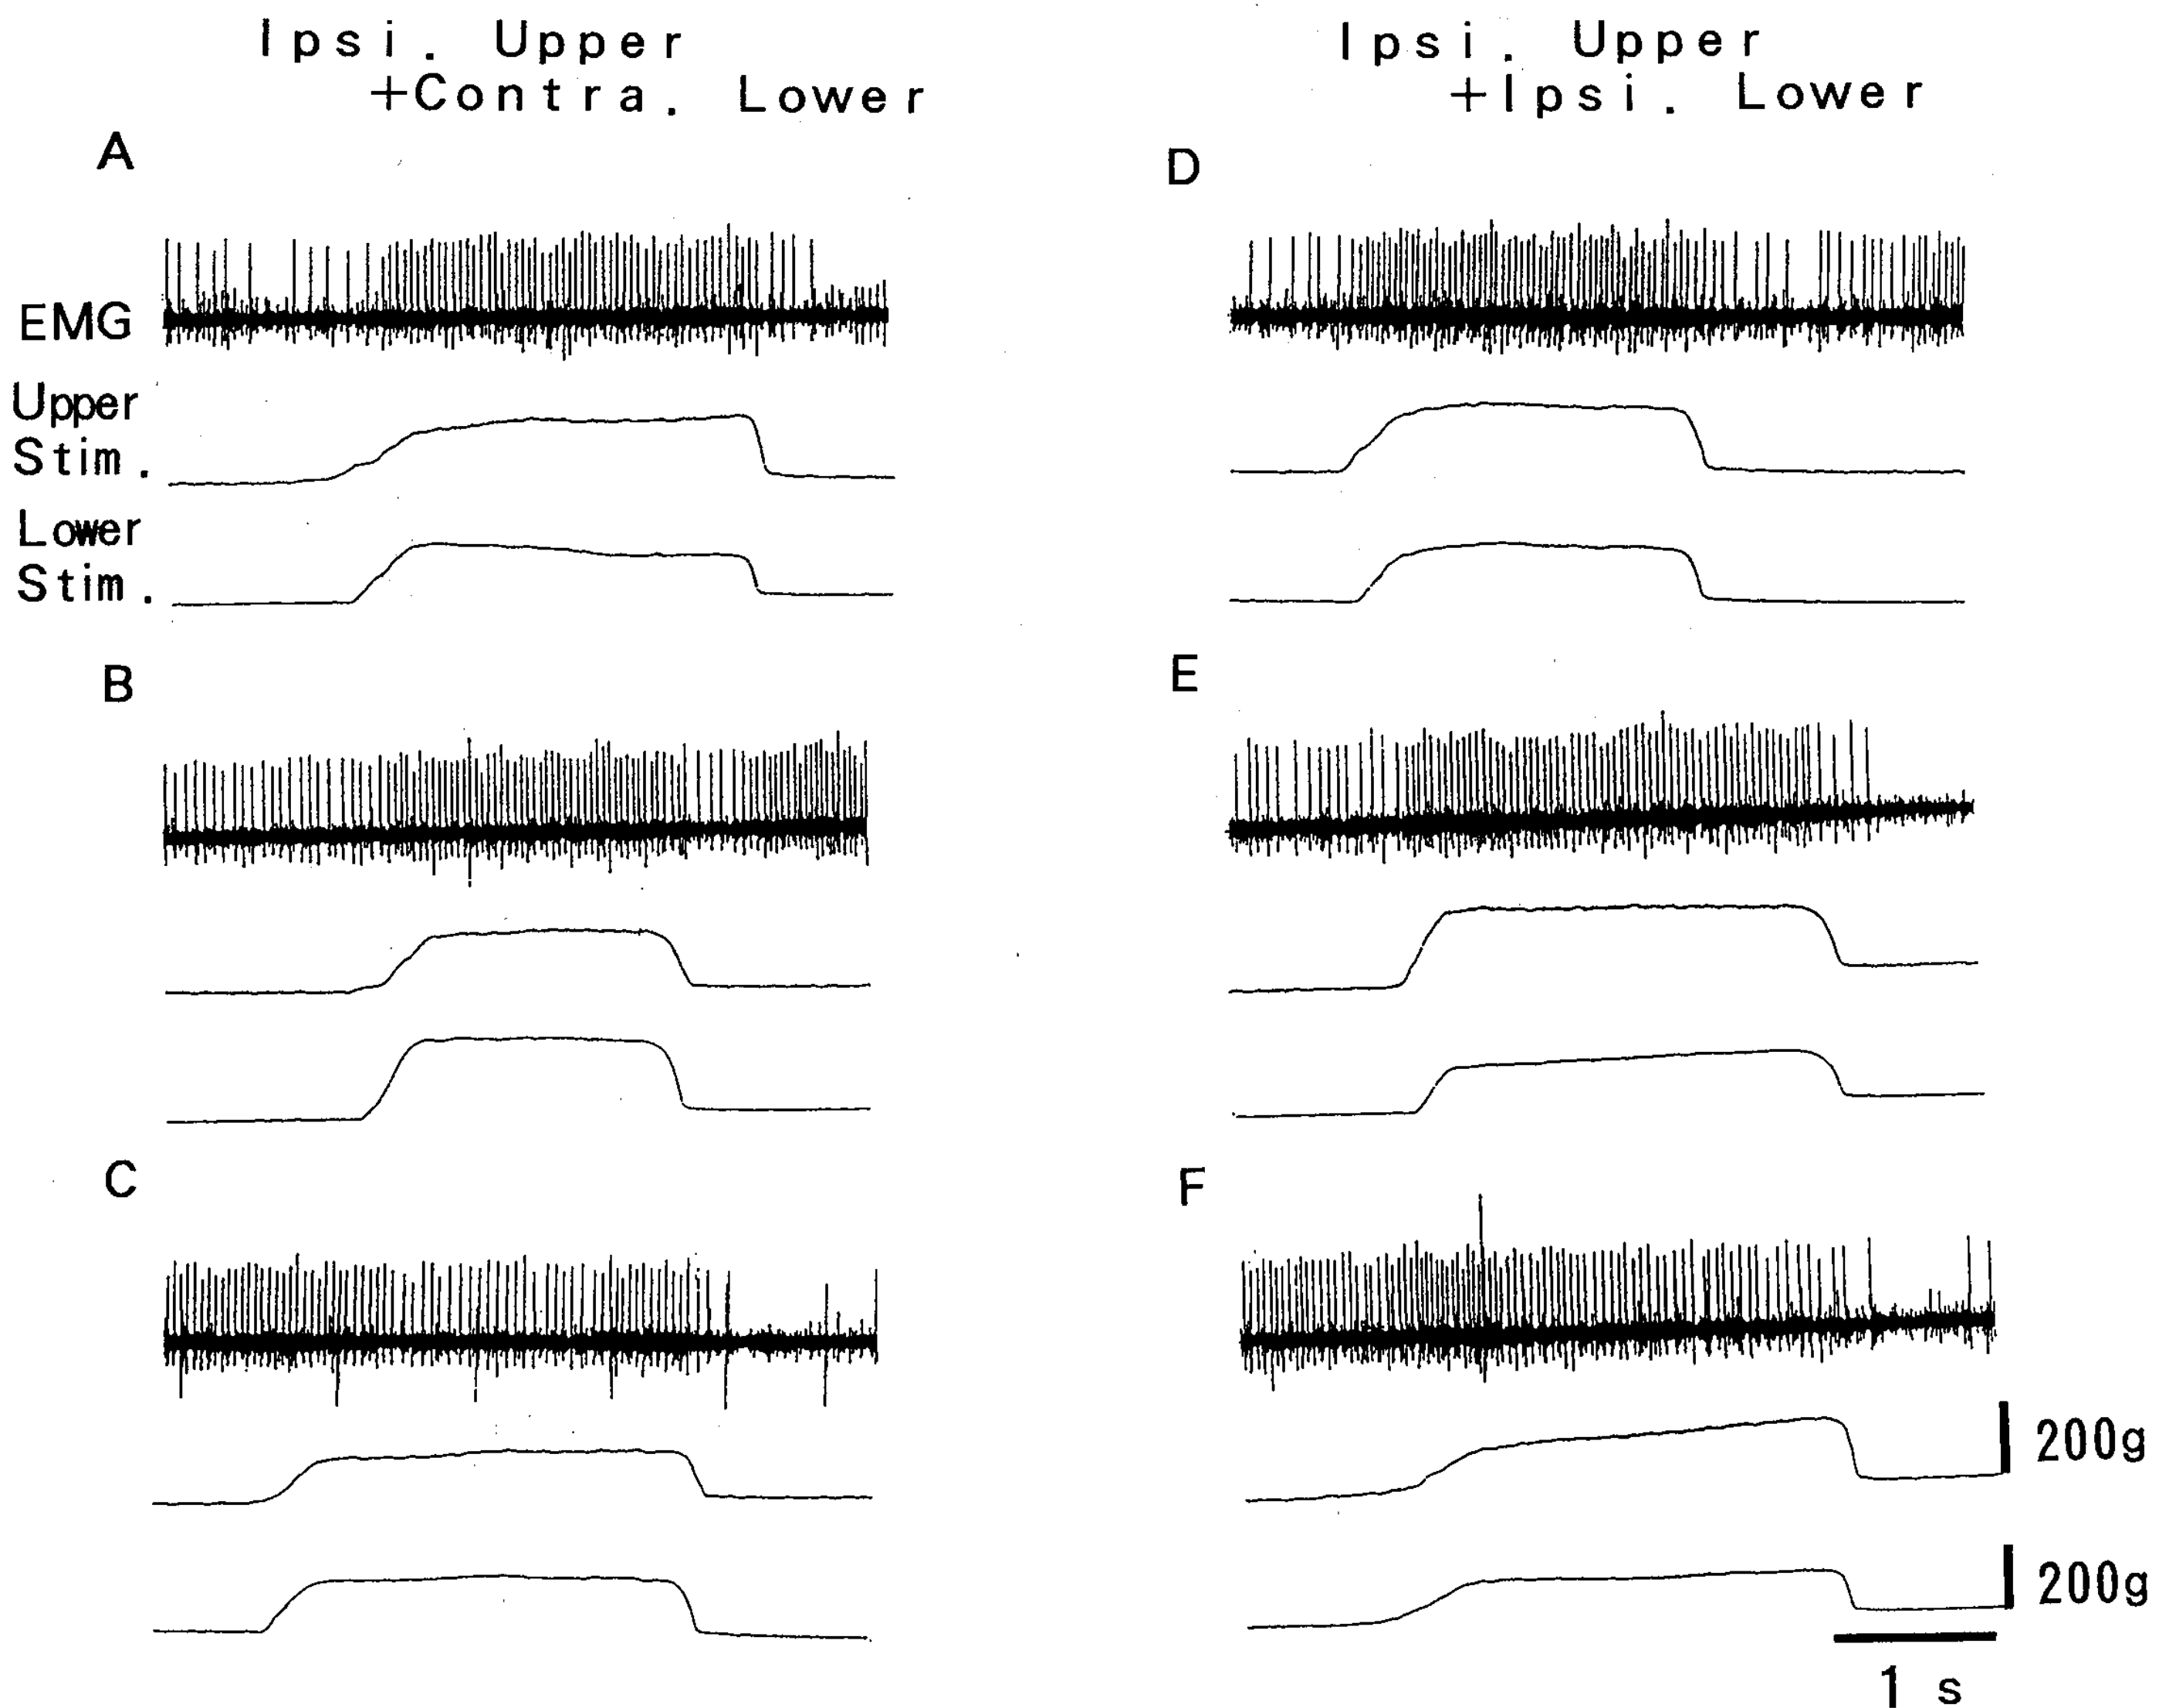 Ipsi. Upper
+Contra. Lower
Ipsi. Upper
+Ipsi. Lower
A
EMG
Upper
Stim.
Lower
Stim.
B
C
D
E
F
200g
200g
1 s